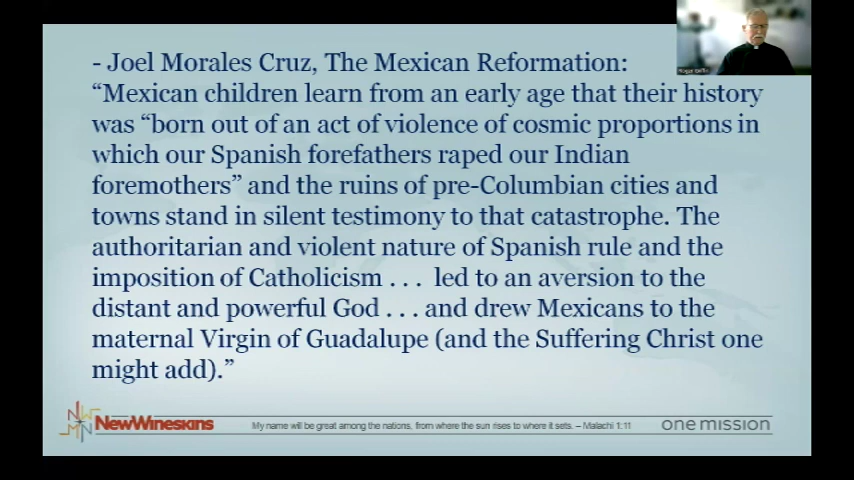 - Joel Morales Cruz, The Mexican Reformation:
“Mexican children learn from an early age that their history
was “born out of an act of violence of cosmic proportions in
which our Spanish forefathers raped our Indian
foremothers” and the ruins of pre-Columbian cities and
towns stand in silent testimony to that catastrophe. The
authoritarian and violent nature of Spanish rule and the
imposition of Catholicism . . . led to an aversion to the
distant and powerful God . . . and drew Mexicans to the
maternal Virgin of Guadalupe (and the Suffering Christ one
might add).”
NewWineskins
My name will be great among the nations, from where the sun rises to where it sets. – Malachi 1:11
one mission